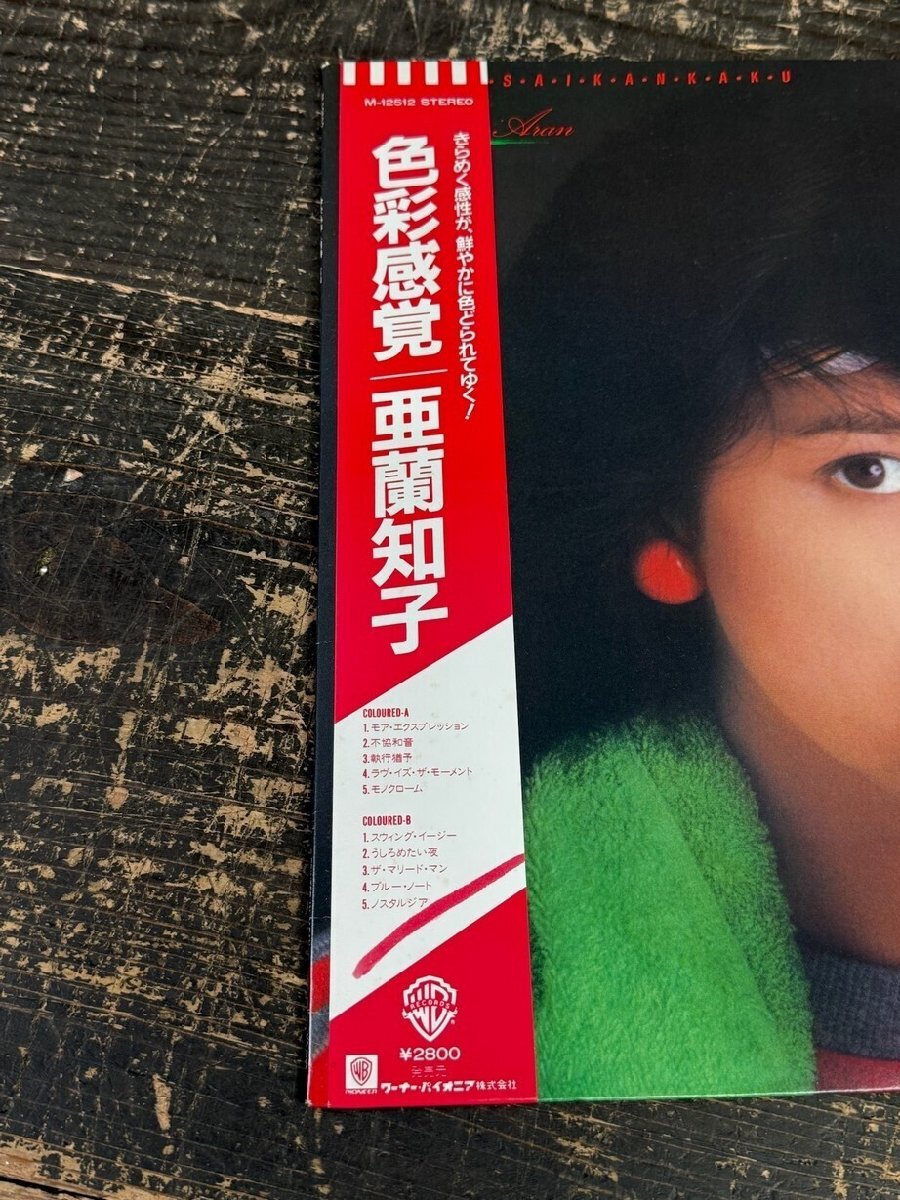 S・A・I・K・A・N・K・A・K・U
Aran
M-12512 STEREO
きらめく感性が、鮮やかに色どられてゆく！
色彩感覚｜亜蘭知子
COLOURED-A
1. モア・エクスプレッション
2. 不協和音
3. 執行猶予
4. ラヴ・イズ・ザ・モーメント
5. モノクローム
COLOURED-B
1. スウィング・イージー
2. うしろめたい夜
3. ザ・マリード・マン
4. ブルー・ノート
5. ノスタルジア
RECORDS
¥2800
発売元
WB
PIONEER
ワーナー・パイオニア株式会社